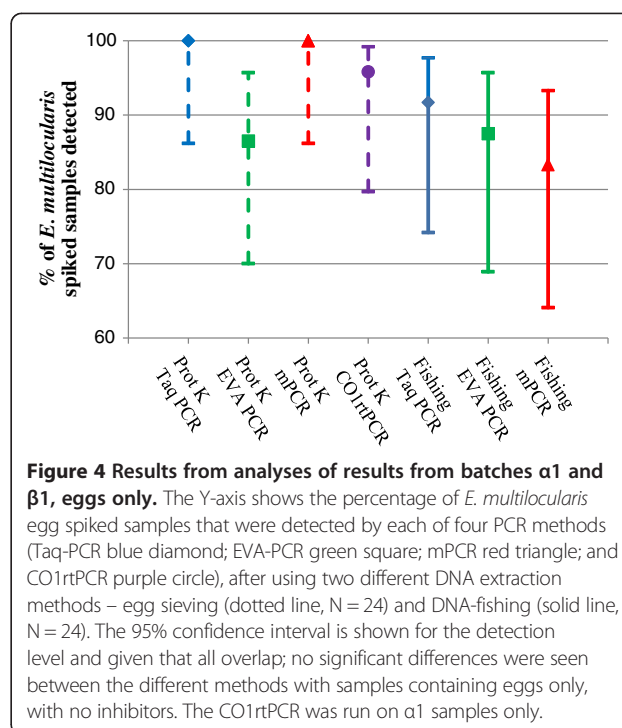 100
90
80
70
60
% of E. multilocularis
spiked samples detected
Prot K
Taq PCR
Prot K
EVA PCR
Prot K
mPCR
Prot K
CO1rtPCR
Fishing
Taq PCR
Fishing
EVA PCR
Fishing
mPCR
Figure 4 Results from analyses of results from batches α1 and
β1, eggs only. The Y-axis shows the percentage of E. multilocularis
egg spiked samples that were detected by each of four PCR methods
(Taq-PCR blue diamond; EVA-PCR green square; mPCR red triangle; and
CO1rtPCR purple circle), after using two different DNA extraction
methods – egg sieving (dotted line, N = 24) and DNA-fishing (solid line,
N = 24). The 95% confidence interval is shown for the detection
level and given that all overlap; no significant differences were seen
between the different methods with samples containing eggs only,
with no inhibitors. The CO1rtPCR was run on α1 samples only.